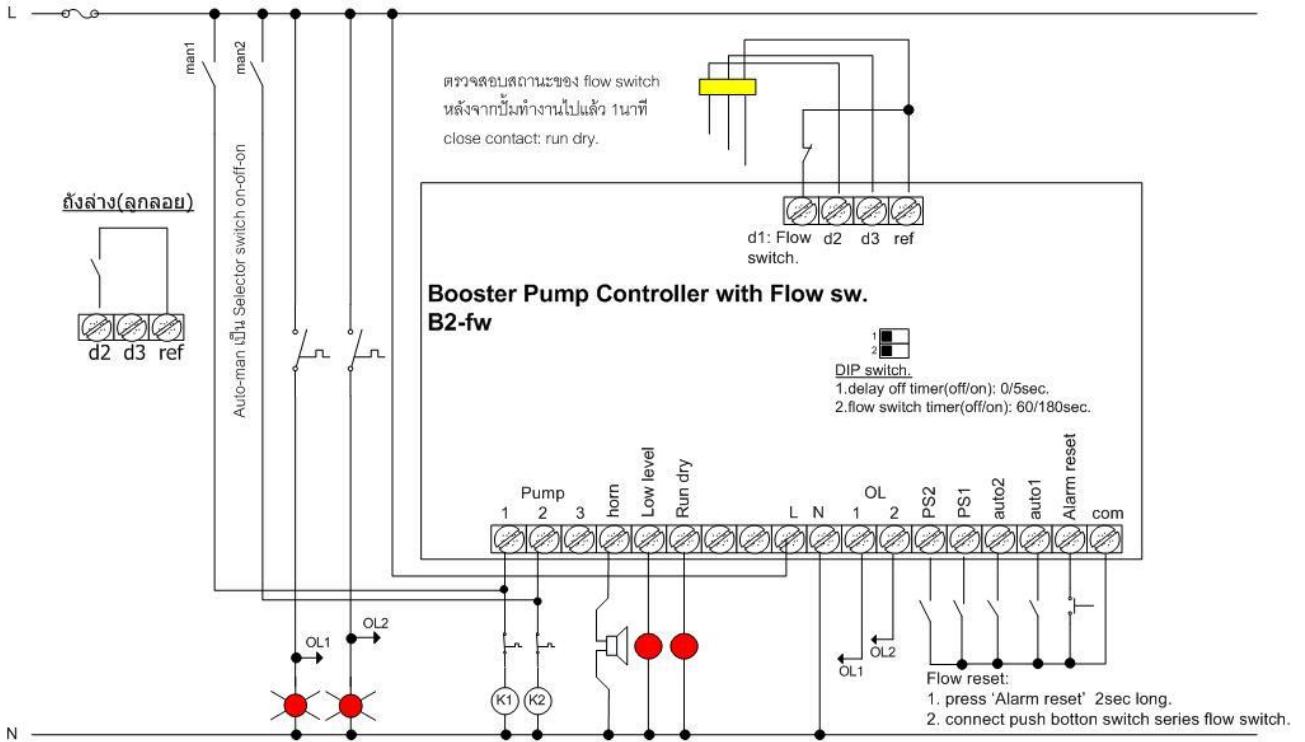 L
man1
man2
ตรวจสอบสถานะของ flow switch
หลังจากปั้มทำงานไปแล้ว 1นาที
close contact: run dry.
Auto-man เป็น Selector switch on-off-on
ถังล่าง(ลูกลอย)
d2 d3 ref
d1: Flow switch.
d2 d3 ref
Booster Pump Controller with Flow sw.
B2-fw
1
2
DIP switch.
1.delay off timer(off/on): 0/5sec.
2.flow switch timer(off/on): 60/180sec.
Pump
1 2 3 horn Low level Run dry L N
OL
1 2 PS2 PS1 auto2 auto1 Alarm reset com
OL1
OL2
K1
K2
OL1
OL2
Flow reset:
1. press 'Alarm reset' 2sec long.
2. connect push botton switch series flow switch.
N